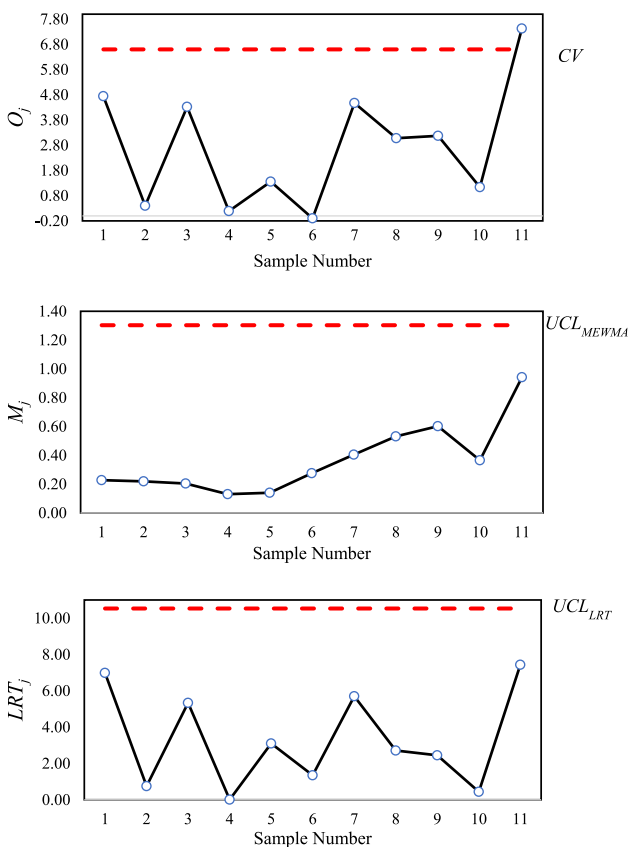 7.80
6.80
CV
5.80
4.80
3.80
2.80
1.80
0.80
-0.20
O_j
1 2 3 4 5 6 7 8 9 10 11
Sample Number
1.40
UCL_MEWMA
1.20
1.00
0.80
0.60
0.40
0.20
0.00
M_j
1 2 3 4 5 6 7 8 9 10 11
Sample Number
UCL_LRT
10.00
8.00
6.00
4.00
2.00
0.00
LRT_j
1 2 3 4 5 6 7 8 9 10 11
Sample Number